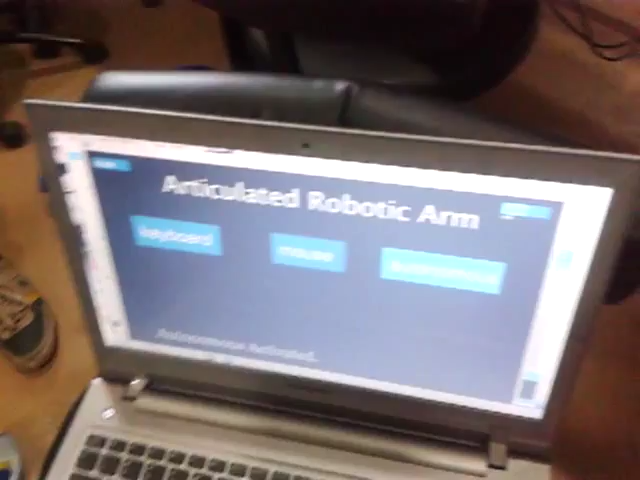 Articulated Robotic Arm
keyboard
mouse
autonomous
Autonomous Activated.